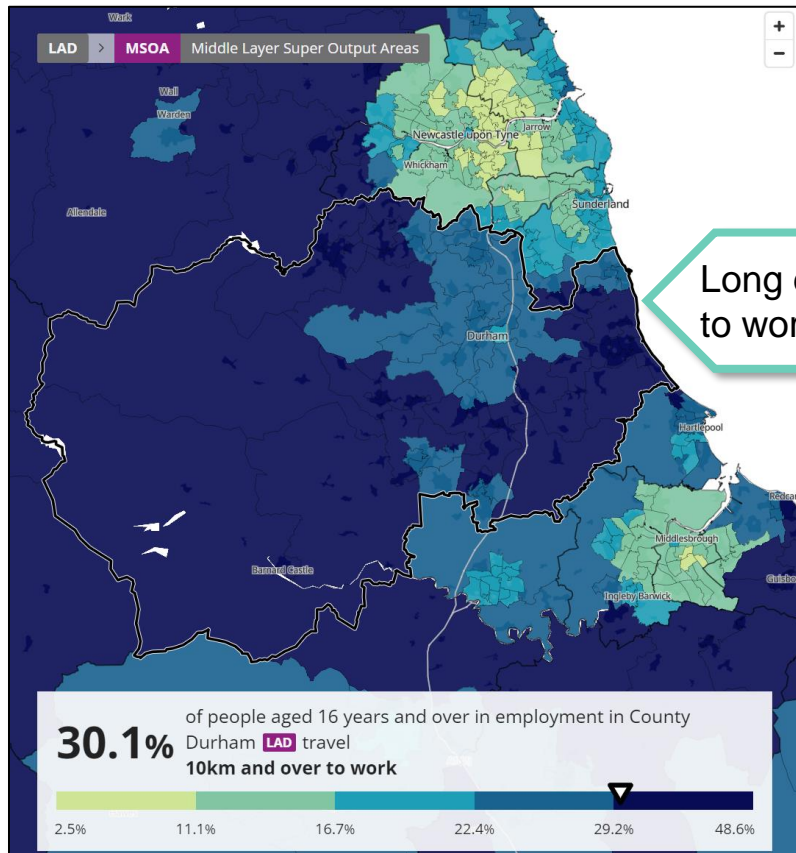 Wark
LAD > MSOA Middle Layer Super Output Areas
+
−
Wall
Warden
Newcastle upon Tyne
Jarrow
Whickham
Allendale
Sunderland
Long
to
Durham
Hartlepool
Middlesbrough
Barnard Castle
Ingleby Barwick
30.1%
of people aged 16 years and over in employment in County
Durham LAD travel
10km and over to work
2.5% 11.1% 16.7% 22.4% 29.2% 48.6%